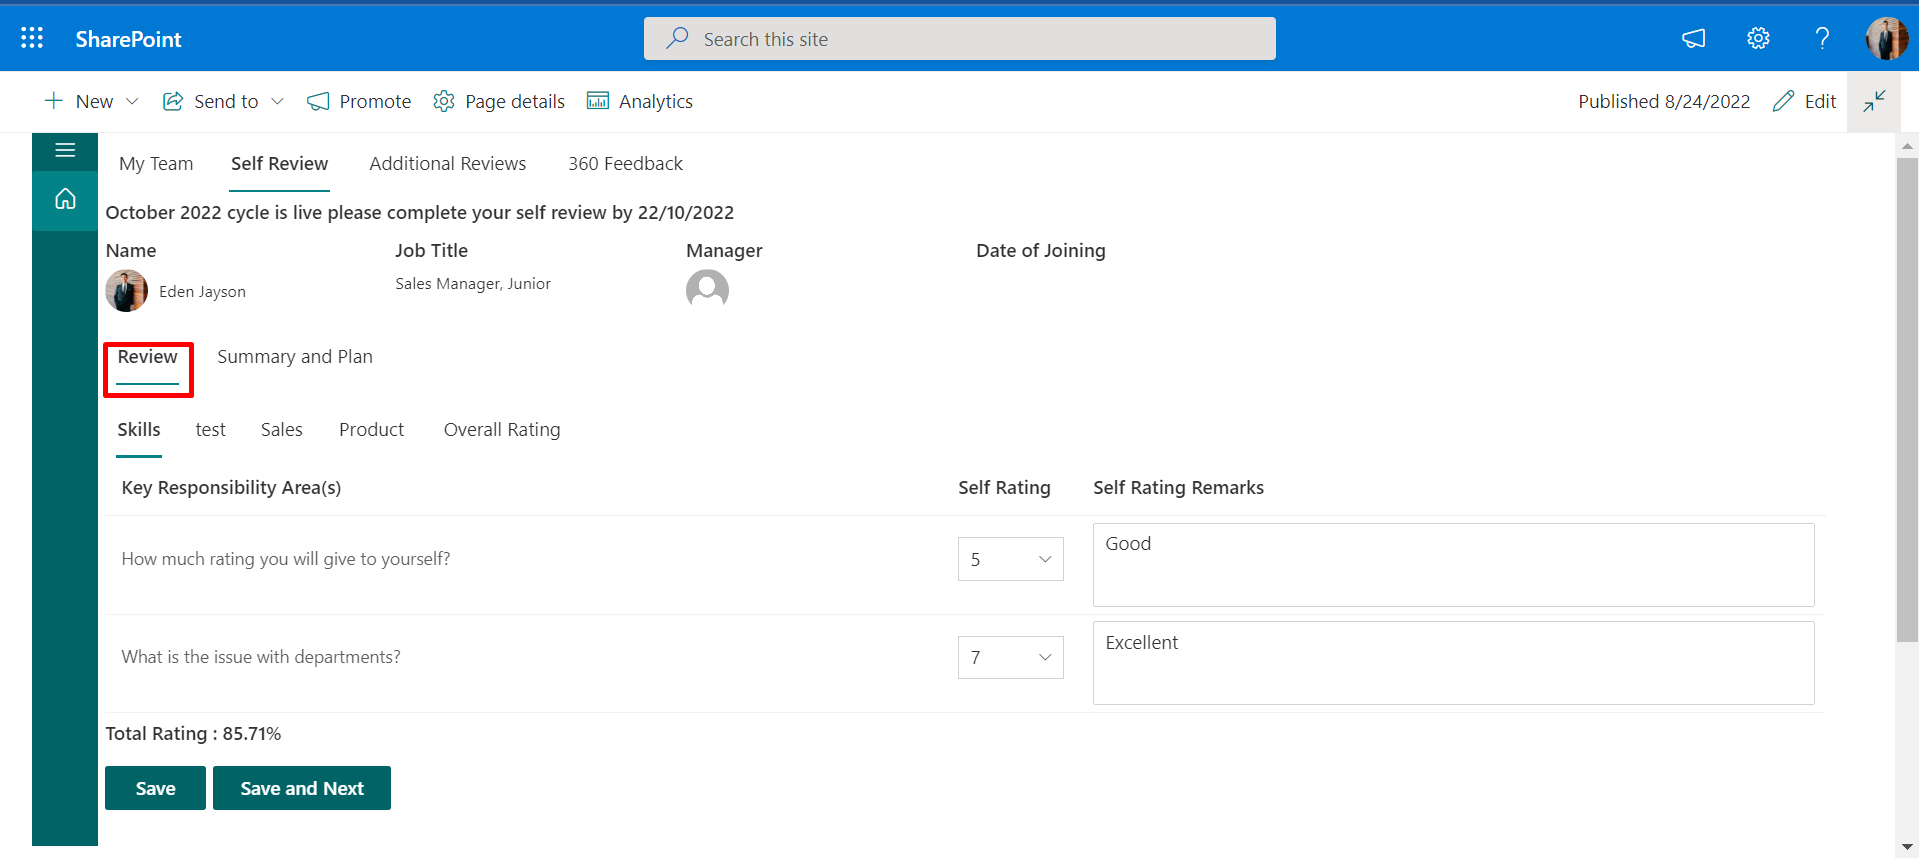 SharePoint
Search this site
?
New Send to Promote Page details Analytics Published 8/24/2022 Edit
My Team Self Review Additional Reviews 360 Feedback
October 2022 cycle is live please complete your self review by 22/10/2022
Name Job Title Manager Date of Joining
Eden Jayson Sales Manager, Junior
Review Summary and Plan
Skills test Sales Product Overall Rating
Key Responsibility Area(s) Self Rating Self Rating Remarks
How much rating you will give to yourself? 5 Good
What is the issue with departments? 7 Excellent
Total Rating : 85.71%
Save Save and Next